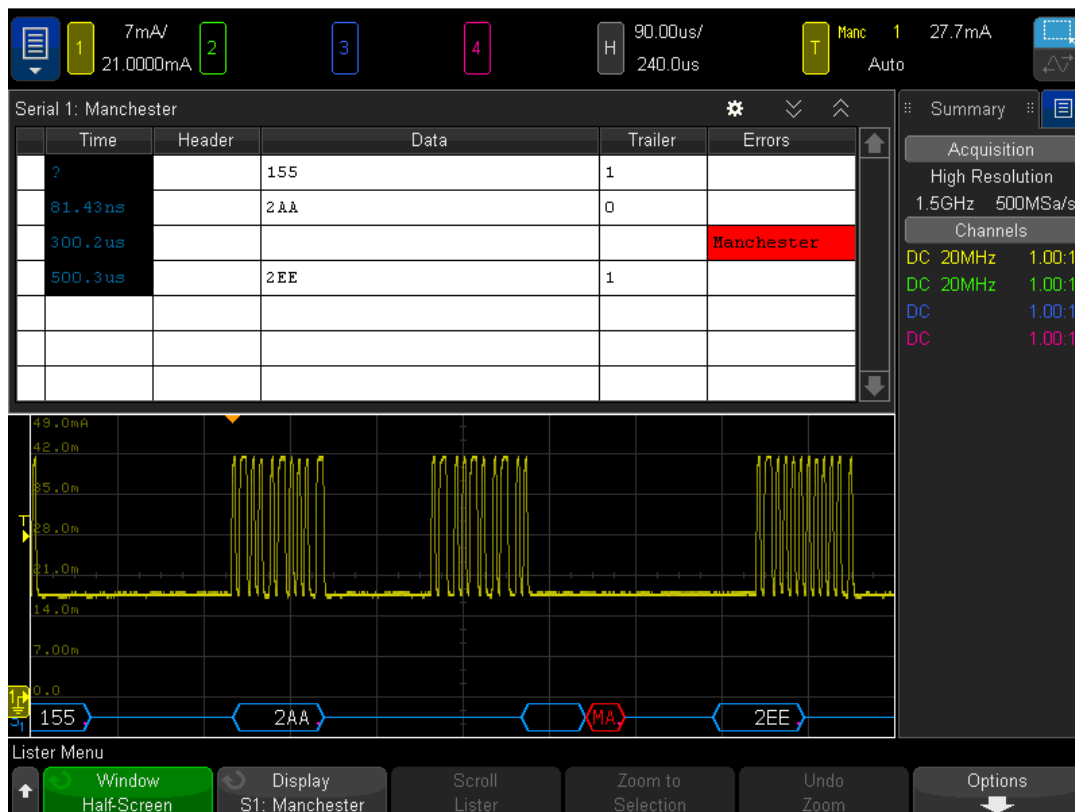 1 7mA/ 21.0000mA 2 3 4 H 90.00us/ 240.0us T Manc 1 27.7mA Auto
Serial 1: Manchester
Time Header Data Trailer Errors
? 155 1
81.43ns 2AA 0
300.2us Manchester
500.3us 2EE 1
Summary
Acquisition
High Resolution
1.5GHz 500MSa/s
Channels
DC 20MHz 1.00:1
DC 20MHz 1.00:1
DC 1.00:1
DC 1.00:1
49.0mA
42.0m
35.0m
T
28.0m
21.0m
14.0m
7.00m
0.0
1
S1 155 2AA MA 2EE
Lister Menu
Window Half-Screen
Display S1: Manchester
Scroll Lister
Zoom to Selection
Undo Zoom
Options